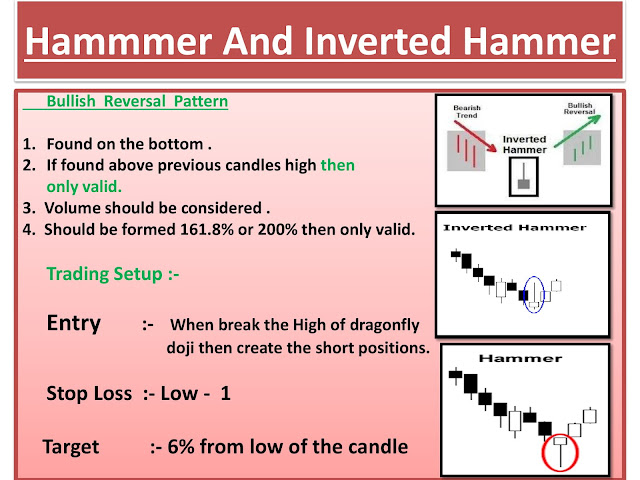 Hammmer And Inverted Hammer
Bullish Reversal Pattern
1. Found on the bottom .
2. If found above previous candles high then
only valid.
3. Volume should be considered .
4. Should be formed 161.8% or 200% then only valid.
Trading Setup :-
Entry :- When break the High of dragonfly
doji then create the short positions.
Stop Loss :- Low - 1
Target :- 6% from low of the candle
Bearish
Trend
Bullish
Reversal
Inverted
Hammer
Inverted Hammer
Hammer